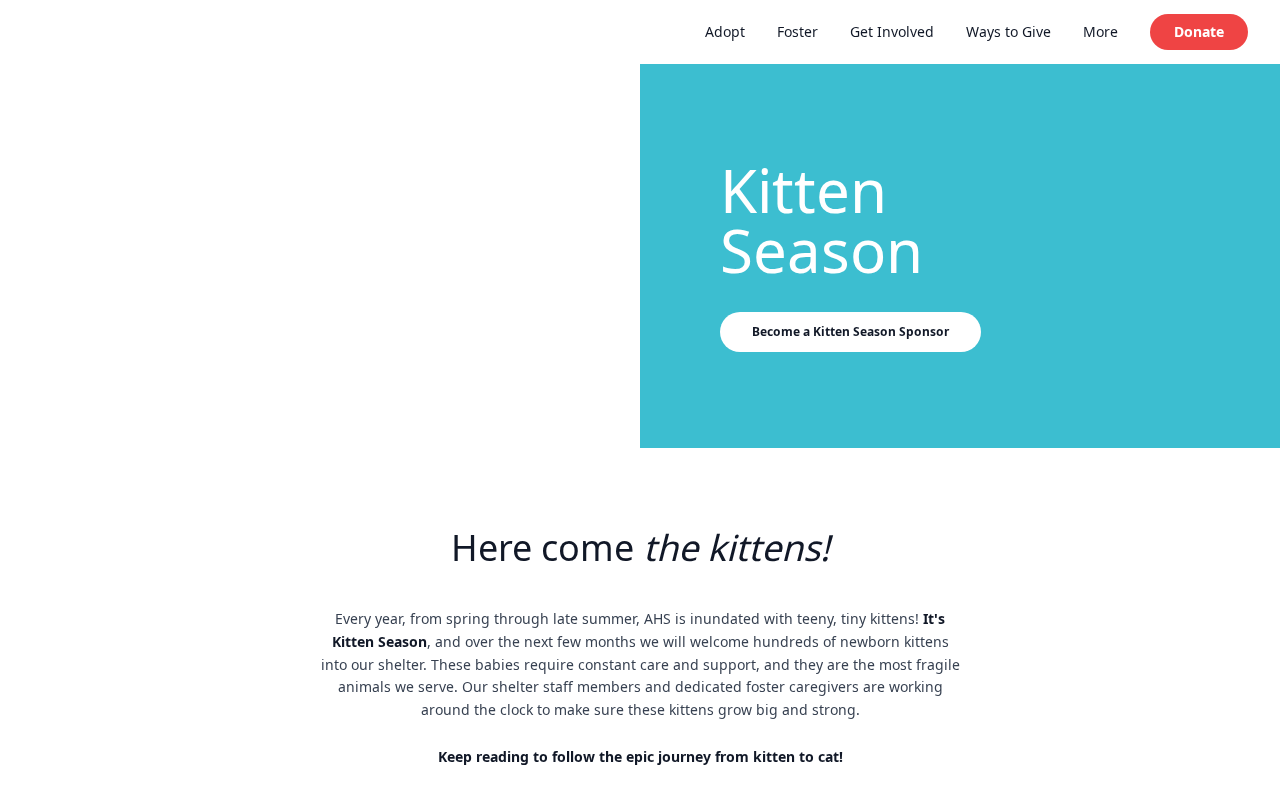 Adopt Foster Get Involved Ways to Give More Donate
Kitten
Season
Become a Kitten Season Sponsor
Here come the kittens!
Every year, from spring through late summer, AHS is inundated with teeny, tiny kittens! It's
Kitten Season, and over the next few months we will welcome hundreds of newborn kittens
into our shelter. These babies require constant care and support, and they are the most fragile
animals we serve. Our shelter staff members and dedicated foster caregivers are working
around the clock to make sure these kittens grow big and strong.
Keep reading to follow the epic journey from kitten to cat!